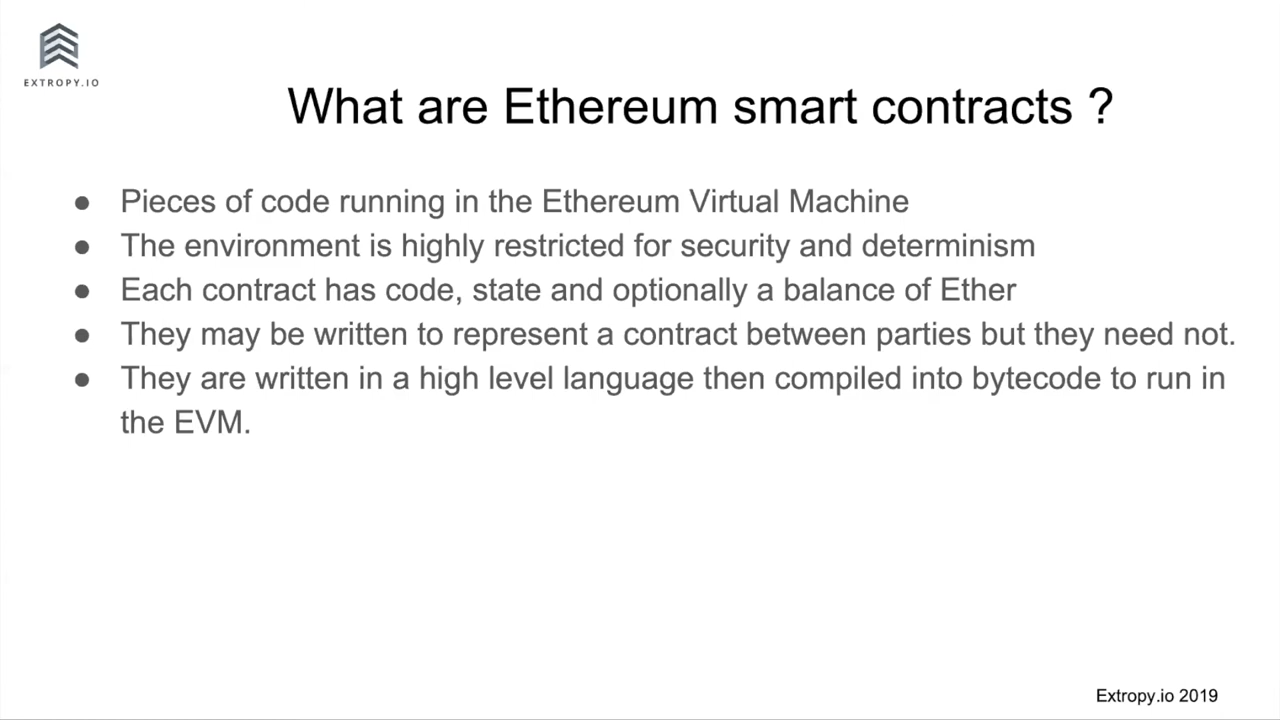 EXTROPY.IO
What are Ethereum smart contracts ?
● Pieces of code running in the Ethereum Virtual Machine
● The environment is highly restricted for security and determinism
● Each contract has code, state and optionally a balance of Ether
● They may be written to represent a contract between parties but they need not.
● They are written in a high level language then compiled into bytecode to run in
the EVM.
Extropy.io 2019